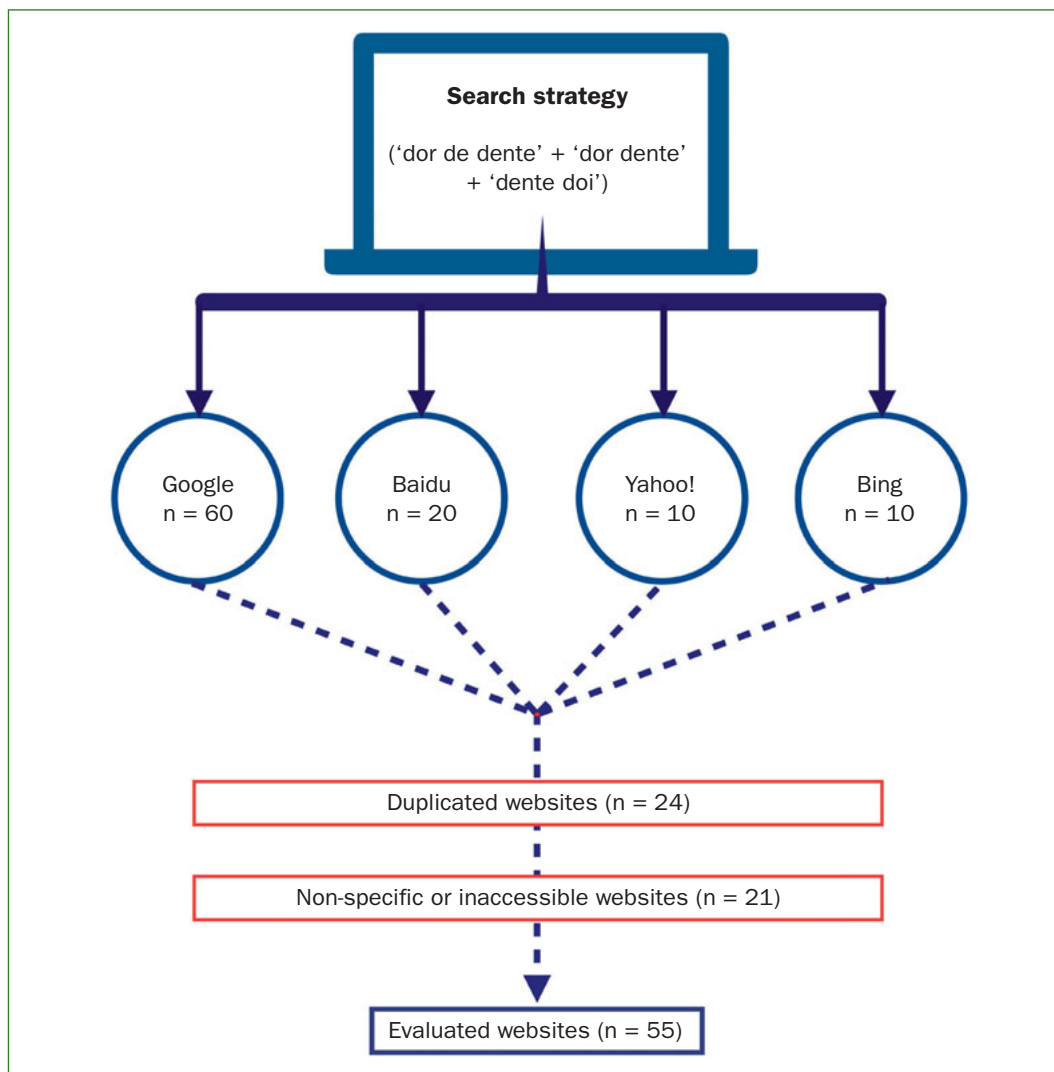 Search strategy
(‘dor de dente’ + ‘dor dente’
+ ‘dente doi’)
Google
n = 60
Baidu
n = 20
Yahoo!
n = 10
Bing
n = 10
Duplicated websites (n = 24)
Non-specific or inaccessible websites (n = 21)
Evaluated websites (n = 55)